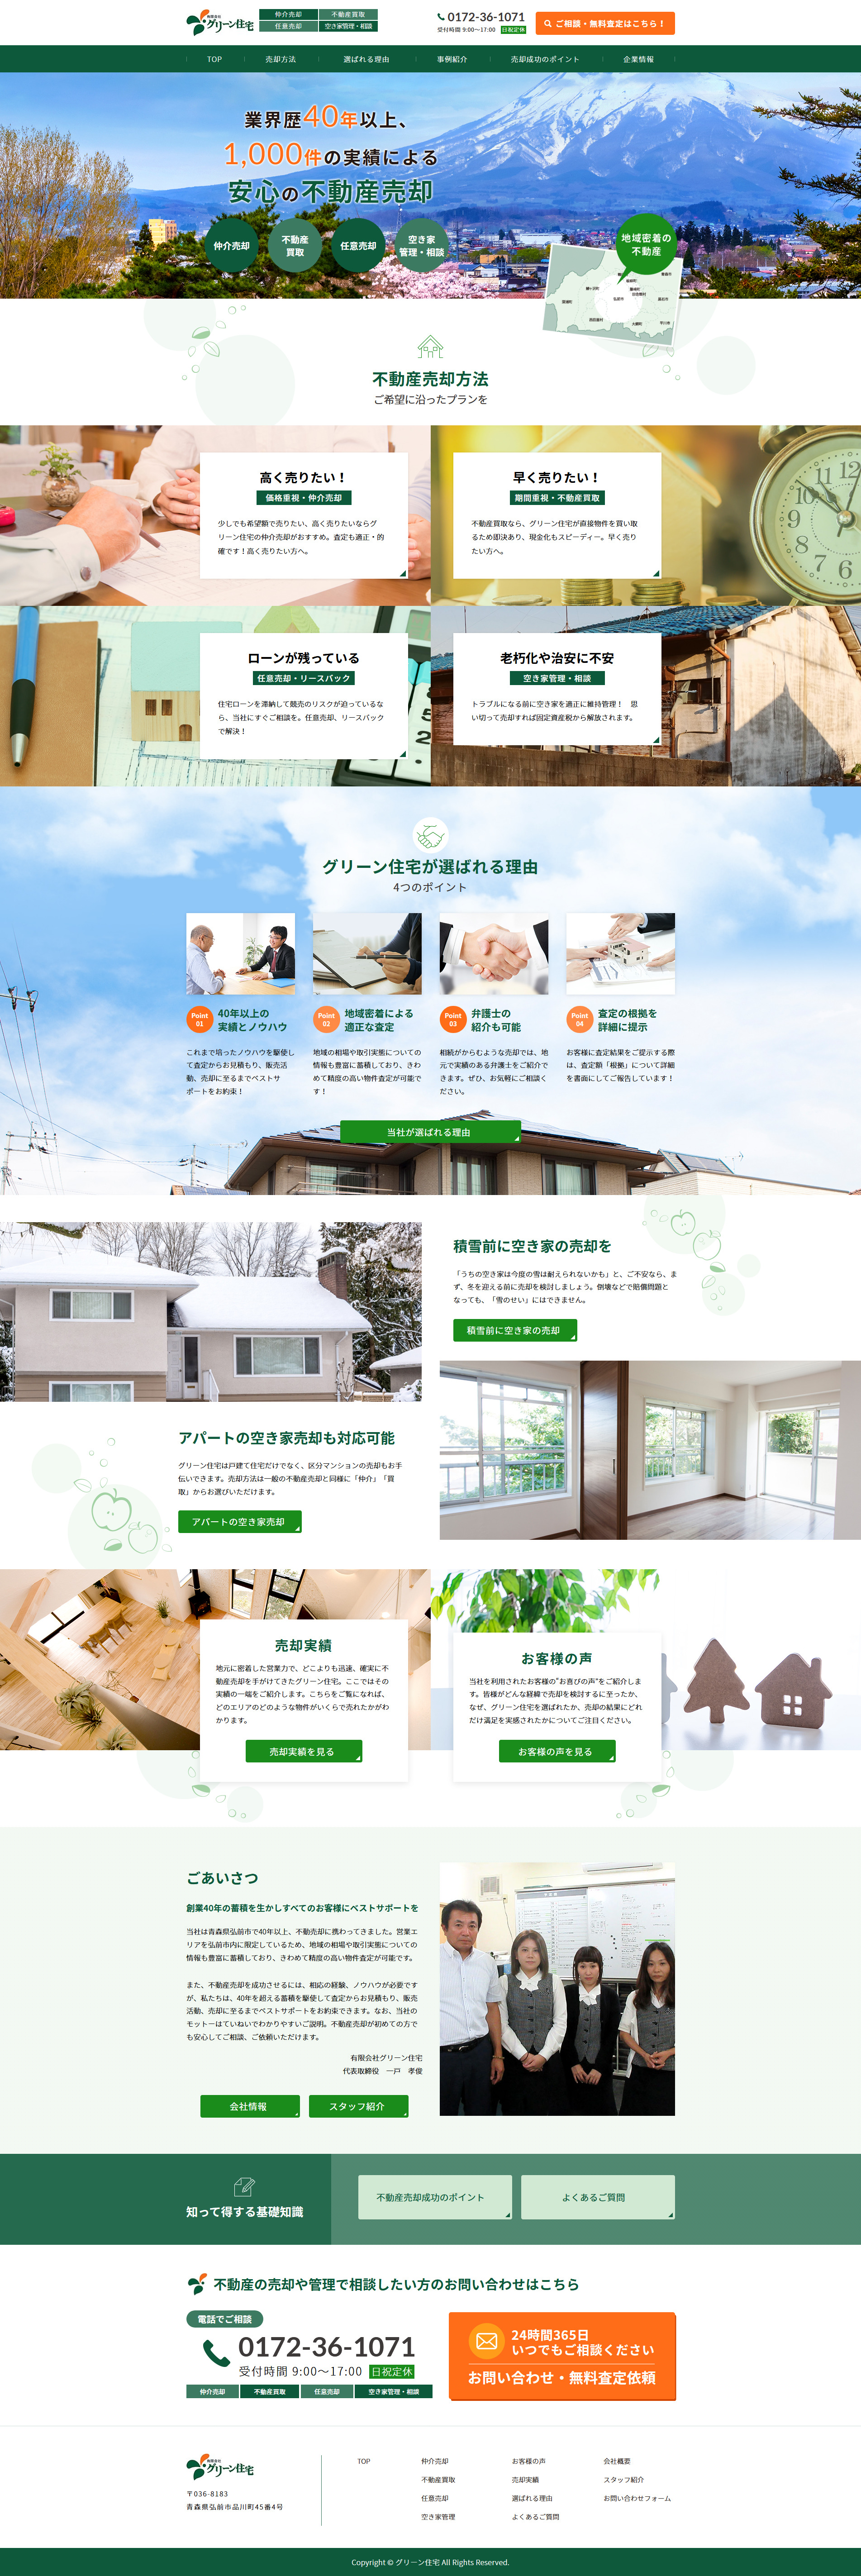 有限会社
グリーン住宅
仲介売却
不動産買取
任意売却
空き家管理・相談
0172-36-1071
受付時間 9:00～17:00 日祝定休
ご相談・無料査定はこちら！
TOP
売却方法
選ばれる理由
事例紹介
売却成功のポイント
企業情報
業界歴40年以上、
1,000件の実績による
安心の不動産売却
仲介売却
不動産
買取
任意売却
空き家
管理・相談
地域密着の
不動産
不動産売却方法
ご希望に沿ったプランを
高く売りたい！
価格重視・仲介売却
少しでも希望額で売りたい、高く売りたいならグ
リーン住宅の仲介売却がおすすめ。査定も適正・的
確です！高く売りたい方へ。
早く売りたい！
期間重視・不動産買取
不動産買取なら、グリーン住宅が直接物件を買い取
るため即決あり、現金化もスピーディー。早く売り
たい方へ。
ローンが残っている
任意売却・リースバック
住宅ローンを滞納して競売のリスクが迫っているな
ら、当社にすぐご相談を。任意売却、リースバック
で解決！
老朽化や治安に不安
空き家管理・相談
トラブルになる前に空き家を適正に維持管理！　思
い切って売却すれば固定資産税から解放されます。
グリーン住宅が選ばれる理由
4つのポイント
Point
01
40年以上の
実績とノウハウ
これまで培ったノウハウを駆使し
て査定からお見積もり、販売活
動、売却に至るまでベストサ
ポートをお約束！
Point
02
地域密着による
適正な査定
地域の相場や取引実態についての
情報も豊富に蓄積しており、きわ
めて精度の高い物件査定が可能で
す！
Point
03
弁護士の
紹介も可能
相続がからむような売却では、地
元で実績のある弁護士をご紹介で
きます。ぜひ、お気軽にご相談く
ださい。
Point
04
査定の根拠を
詳細に提示
お客様に査定結果をご提示する際
は、査定額「根拠」について詳細
を書面にしてご報告しています！
当社が選ばれる理由
積雪前に空き家の売却を
「うちの空き家は今度の雪は耐えられないかも」と、ご不安なら、ま
ず、冬を迎える前に売却を検討しましょう。倒壊などで賠償問題と
なっても、「雪のせい」にはできません。
積雪前に空き家の売却
アパートの空き家売却も対応可能
グリーン住宅は戸建て住宅だけでなく、区分マンションの売却もお手
伝いできます。売却方法は一般の不動産売却と同様に「仲介」「買
取」からお選びいただけます。
アパートの空き家売却
売却実績
地元に密着した営業力で、どこよりも迅速、確実に不
動産売却を手がけてきたグリーン住宅。ここではその
実績の一端をご紹介します。こちらをご覧になれば、
どのエリアのどのような物件がいくらで売れたかがわ
かります。
売却実績を見る
お客様の声
当社を利用されたお客様の"お喜びの声"をご紹介しま
す。皆様がどんな経緯で売却を検討するに至ったか、
なぜ、グリーン住宅を選ばれたか、売却の結果にどれ
だけ満足を実感されたかについてご注目ください。
お客様の声を見る
ごあいさつ
創業40年の蓄積を生かしすべてのお客様にベストサポートを
当社は青森県弘前市で40年以上、不動売却に携わってきました。営業エ
リアを弘前市内に限定しているため、地域の相場や取引実態についての
情報も豊富に蓄積しており、きわめて精度の高い物件査定が可能です。
また、不動産売却を成功させるには、相応の経験、ノウハウが必要です
が、私たちは、40年を超える蓄積を駆使して査定からお見積もり、販売
活動、売却に至るまでベストサポートをお約束できます。なお、当社の
モットーはていねいでわかりやすいご説明。不動産売却が初めての方で
も安心してご相談、ご依頼いただけます。
有限会社グリーン住宅
代表取締役　一戸　孝俊
会社情報
スタッフ紹介
知って得する基礎知識
不動産売却成功のポイント
よくあるご質問
不動産の売却や管理で相談したい方のお問い合わせはこちら
電話でご相談
0172-36-1071
受付時間 9:00～17:00 日祝定休
仲介売却
不動産買取
任意売却
空き家管理・相談
24時間365日
いつでもご相談ください
お問い合わせ・無料査定依頼
有限会社
グリーン住宅
〒036-8183
青森県弘前市品川町45番4号
TOP
仲介売却
不動産買取
任意売却
空き家管理
お客様の声
売却実績
選ばれる理由
よくあるご質問
会社概要
スタッフ紹介
お問い合わせフォーム
Copyright © グリーン住宅 All Rights Reserved.